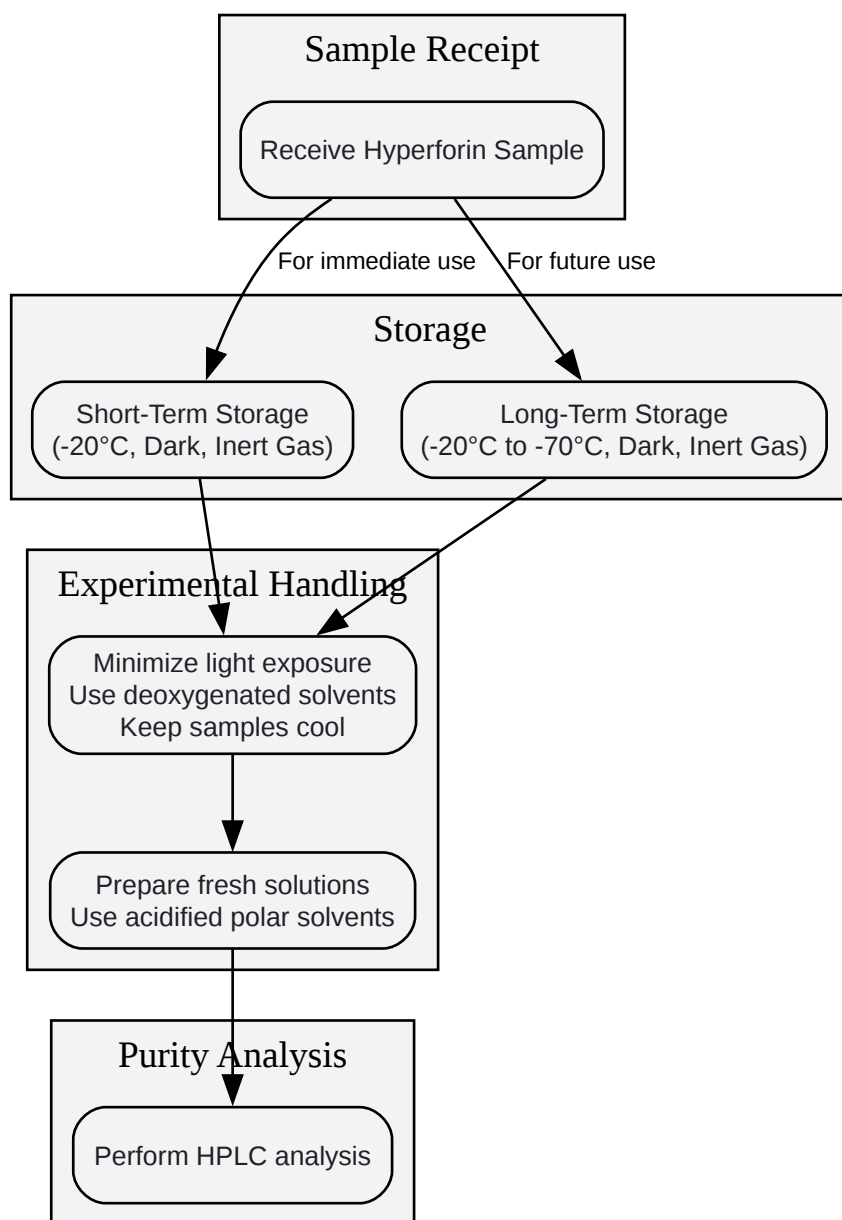 Sample Receipt
Receive Hyperforin Sample
For immediate use
For future use
Storage
Short-Term Storage
(-20°C, Dark, Inert Gas)
Long-Term Storage
(-20°C to -70°C, Dark, Inert Gas)
Experimental Handling
Minimize light exposure
Use deoxygenated solvents
Keep samples cool
Prepare fresh solutions
Use acidified polar solvents
Purity Analysis
Perform HPLC analysis